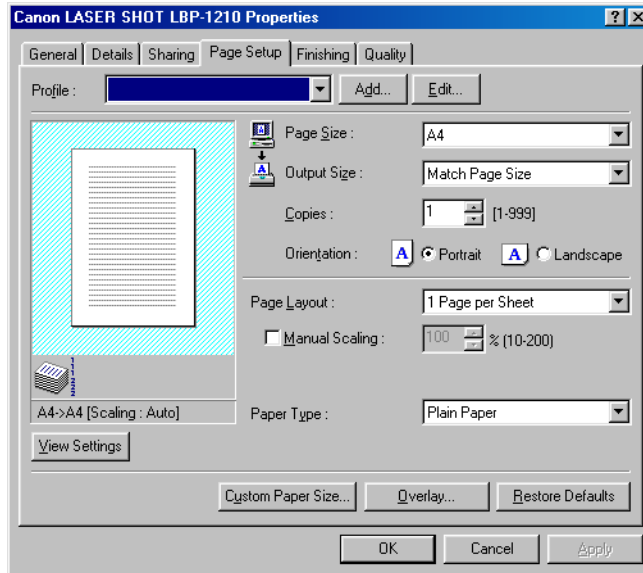 Canon LASER SHOT LBP-1210 Properties
General Details Sharing Page Setup Finishing Quality
Profile : Add... Edit...
Page Size : A4
Output Size : Match Page Size
Copies : 1 [1-999]
Orientation : A Portrait A Landscape
Page Layout : 1 Page per Sheet
Manual Scaling : 100 % (10-200)
A4->A4 [Scaling : Auto]
Paper Type : Plain Paper
View Settings
Custom Paper Size... Overlay... Restore Defaults
OK Cancel Apply